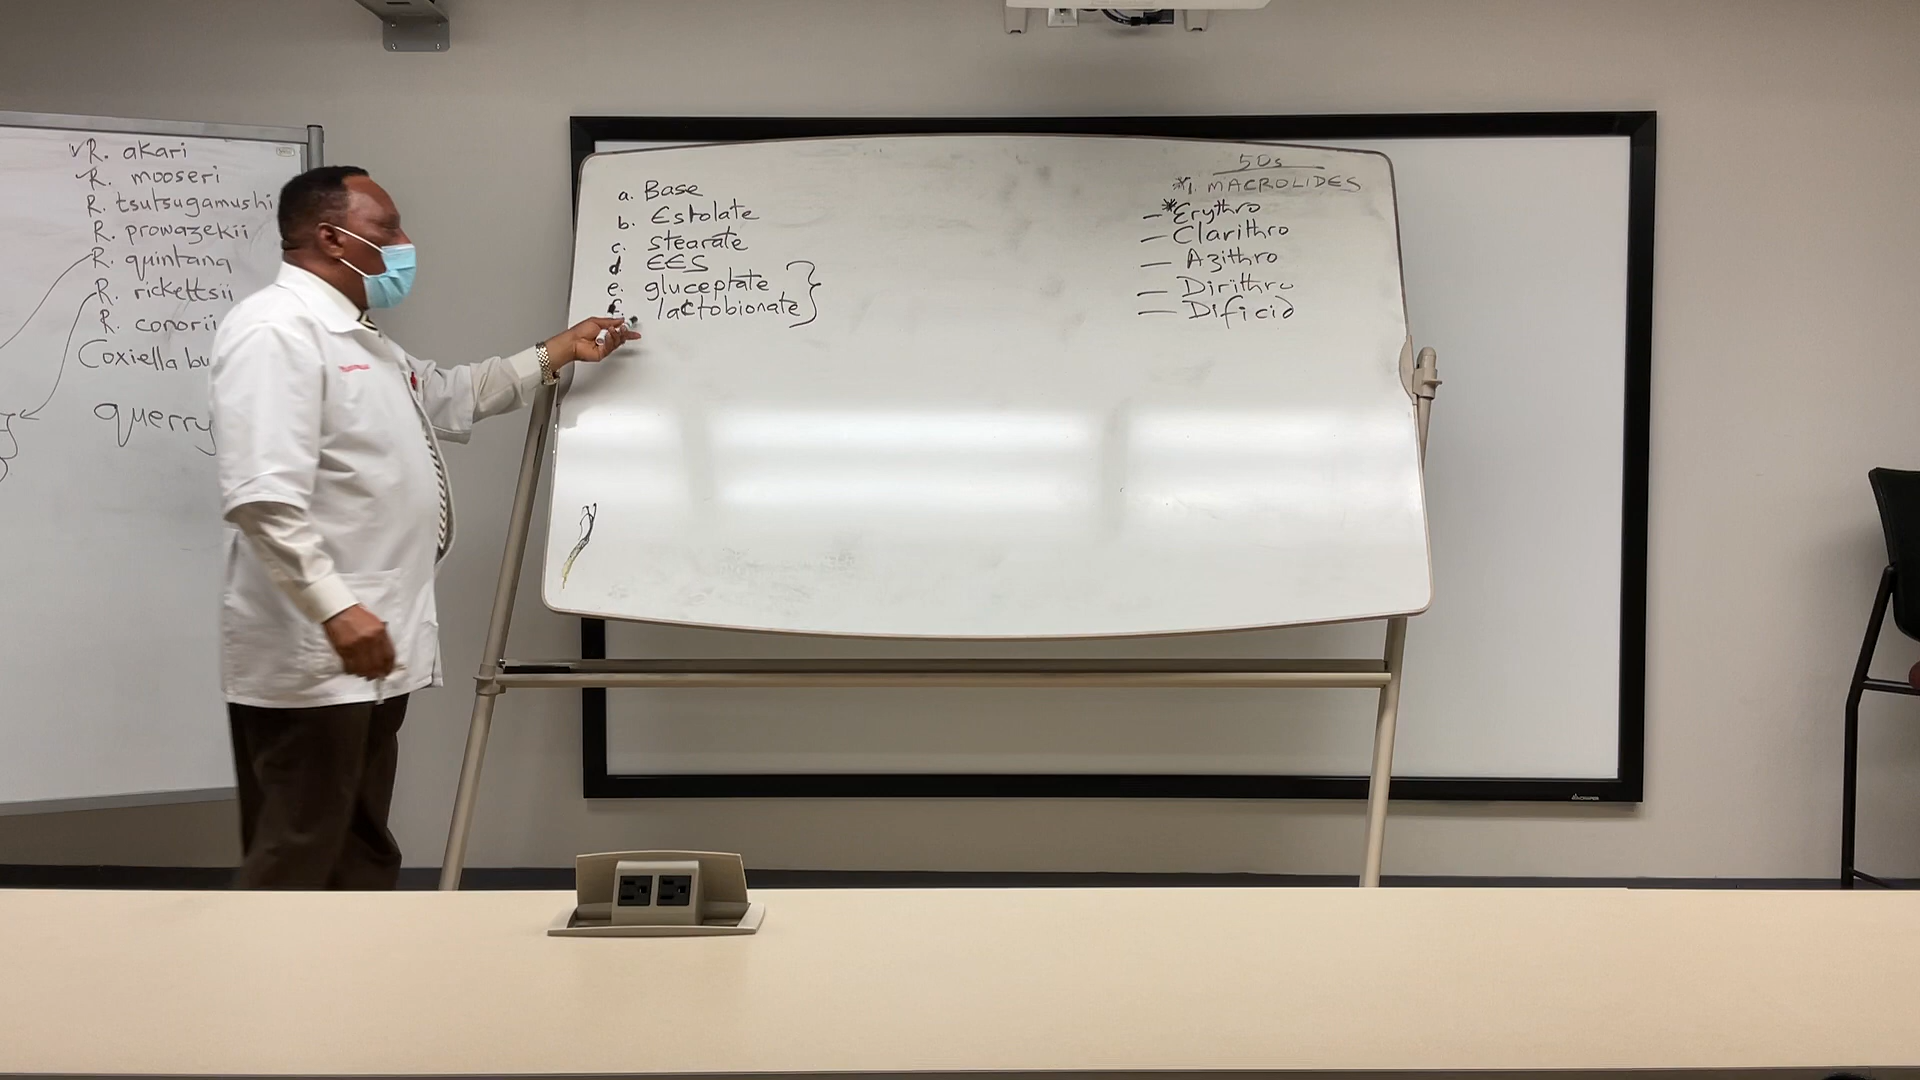 R. akari
R. mooseri
R. tsutsugamushi
R. prowazekii
R. quintana
R. rickettsii
R. conorii
Coxiella bu
querry
a. Base
b. Estolate
c. stearate
d. EES
e. gluceptate
f. lactobionate
50s
*1. MACROLIDES
— *Erythro
— Clarithro
— Azithro
— Dirithro
— Dificid